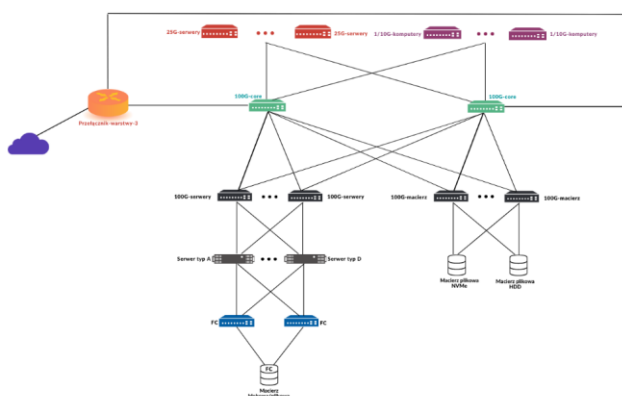 25G-serwery
25G-serwery
1/10G-komputery
1/10G-komputery
100G-core
100G-core
Przełącznik-warstwy-3
100G-serwery
100G-serwery
100G-macierz
100G-macierz
Serwer typ A
Serwer typ D
Macierz plikowa
NVMe
Macierz plikowa
HDD
FC
FC
FC
Macierz